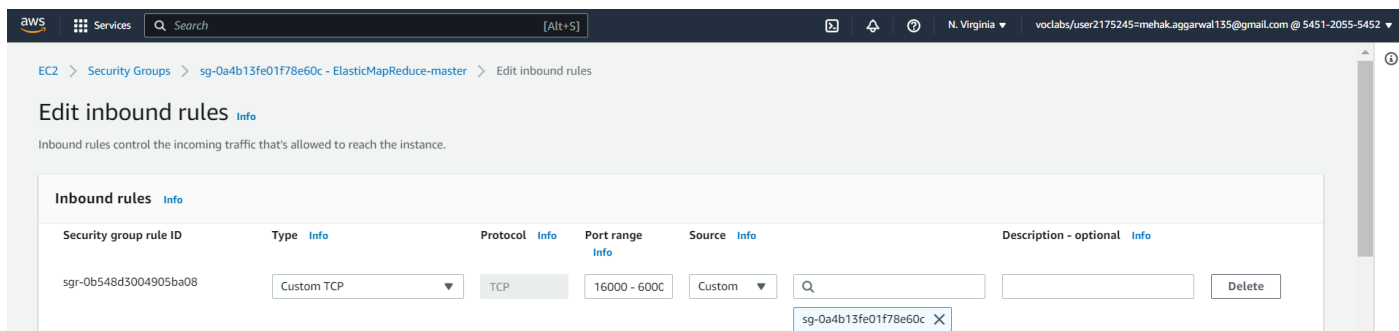 aws Services Search [Alt+S] N. Virginia ▼ voclabs/user2175245=mehak.aggarwal135@gmail.com @ 5451-2055-5452 ▼
EC2 > Security Groups > sg-0a4b13fe01f78e60c - ElasticMapReduce-master > Edit inbound rules
Edit inbound rules Info
Inbound rules control the incoming traffic that's allowed to reach the instance.
Inbound rules Info
Security group rule ID Type Info Protocol Info Port range Source Info Description - optional Info
Info
sgr-0b548d3004905ba08 Custom TCP ▼ TCP 16000 - 600 Custom ▼ Delete
sg-0a4b13fe01f78e60c X